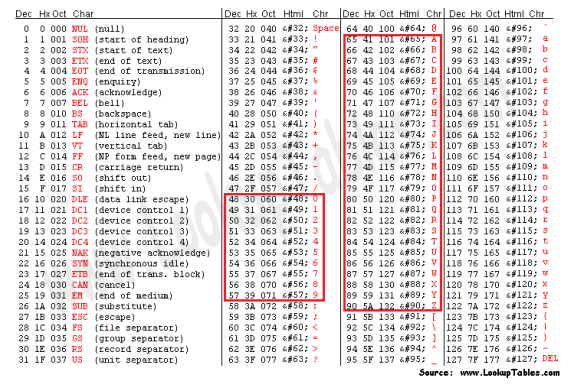 Dec Hx Oct Char Dec Hx Oct Html Chr Dec Hx Oct Html Chr Dec Hx Oct Html Chr
0 0 000 NUL (null) 32 20 040 &#32; Space 64 40 100 &#64; @ 96 60 140 &#96; `
1 1 001 SOH (start of heading) 33 21 041 &#33; ! 65 41 101 &#65; A 97 61 141 &#97; a
2 2 002 STX (start of text) 34 22 042 &#34; " 66 42 102 &#66; B 98 62 142 &#98; b
3 3 003 ETX (end of text) 35 23 043 &#35; # 67 43 103 &#67; C 99 63 143 &#99; c
4 4 004 EOT (end of transmission) 36 24 044 &#36; $ 68 44 104 &#68; D 100 64 144 &#100; d
5 5 005 ENQ (enquiry) 37 25 045 &#37; % 69 45 105 &#69; E 101 65 145 &#101; e
6 6 006 ACK (acknowledge) 38 26 046 &#38; & 70 46 106 &#70; F 102 66 146 &#102; f
7 7 007 BEL (bell) 39 27 047 &#39; ' 71 47 107 &#71; G 103 67 147 &#103; g
8 8 010 BS (backspace) 40 28 050 &#40; ( 72 48 110 &#72; H 104 68 150 &#104; h
9 9 011 TAB (horizontal tab) 41 29 051 &#41; ) 73 49 111 &#73; I 105 69 151 &#105; i
10 A 012 LF (NL line feed, new line) 42 2A 052 &#42; * 74 4A 112 &#74; J 106 6A 152 &#106; j
11 B 013 VT (vertical tab) 43 2B 053 &#43; + 75 4B 113 &#75; K 107 6B 153 &#107; k
12 C 014 FF (NP form feed, new page) 44 2C 054 &#44; , 76 4C 114 &#76; L 108 6C 154 &#108; l
13 D 015 CR (carriage return) 45 2D 055 &#45; - 77 4D 115 &#77; M 109 6D 155 &#109; m
14 E 016 SO (shift out) 46 2E 056 &#46; . 78 4E 116 &#78; N 110 6E 156 &#110; n
15 F 017 SI (shift in) 47 2F 057 &#47; / 79 4F 117 &#79; O 111 6F 157 &#111; o
16 10 020 DLE (data link escape) 48 30 060 &#48; 0 80 50 120 &#80; P 112 70 160 &#112; p
17 11 021 DC1 (device control 1) 49 31 061 &#49; 1 81 51 121 &#81; Q 113 71 161 &#113; q
18 12 022 DC2 (device control 2) 50 32 062 &#50; 2 82 52 122 &#82; R 114 72 162 &#114; r
19 13 023 DC3 (device control 3) 51 33 063 &#51; 3 83 53 123 &#83; S 115 73 163 &#115; s
20 14 024 DC4 (device control 4) 52 34 064 &#52; 4 84 54 124 &#84; T 116 74 164 &#116; t
21 15 025 NAK (negative acknowledge) 53 35 065 &#53; 5 85 55 125 &#85; U 117 75 165 &#117; u
22 16 026 SYN (synchronous idle) 54 36 066 &#54; 6 86 56 126 &#86; V 118 76 166 &#118; v
23 17 027 ETB (end of trans. block) 55 37 067 &#55; 7 87 57 127 &#87; W 119 77 167 &#119; w
24 18 030 CAN (cancel) 56 38 070 &#56; 8 88 58 130 &#88; X 120 78 170 &#120; x
25 19 031 EM (end of medium) 57 39 071 &#57; 9 89 59 131 &#89; Y 121 79 171 &#121; y
26 1A 032 SUB (substitute) 58 3A 072 &#58; : 90 5A 132 &#90; Z 122 7A 172 &#122; z
27 1B 033 ESC (escape) 59 3B 073 &#59; ; 91 5B 133 &#91; [ 123 7B 173 &#123; {
28 1C 034 FS (file separator) 60 3C 074 &#60; < 92 5C 134 &#92; \ 124 7C 174 &#124; |
29 1D 035 GS (group separator) 61 3D 075 &#61; = 93 5D 135 &#93; ] 125 7D 175 &#125; }
30 1E 036 RS (record separator) 62 3E 076 &#62; > 94 5E 136 &#94; ^ 126 7E 176 &#126; ~
31 1F 037 US (unit separator) 63 3F 077 &#63; ? 95 5F 137 &#95; _ 127 7F 177 &#127; DEL
Source: www.LookupTables.com